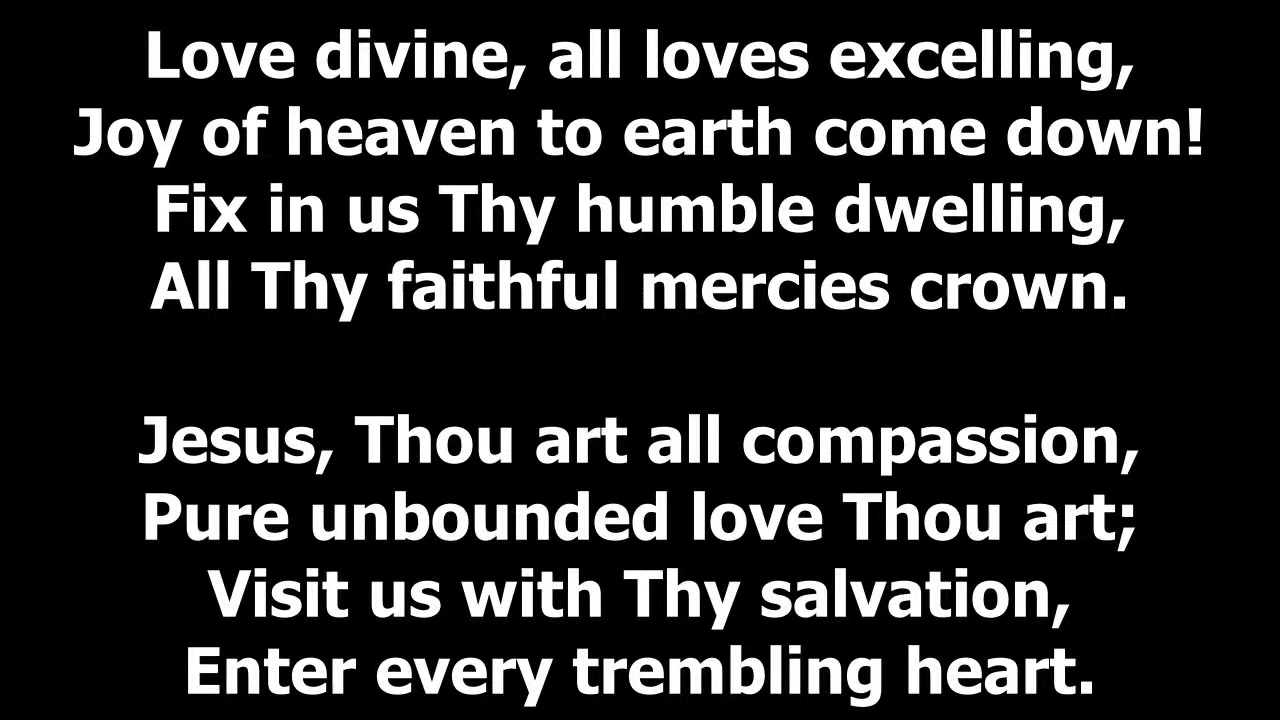 Love divine, all loves excelling,
Joy of heaven to earth come down!
Fix in us Thy humble dwelling,
All Thy faithful mercies crown.
Jesus, Thou art all compassion,
Pure unbounded love Thou art;
Visit us with Thy salvation,
Enter every trembling heart.